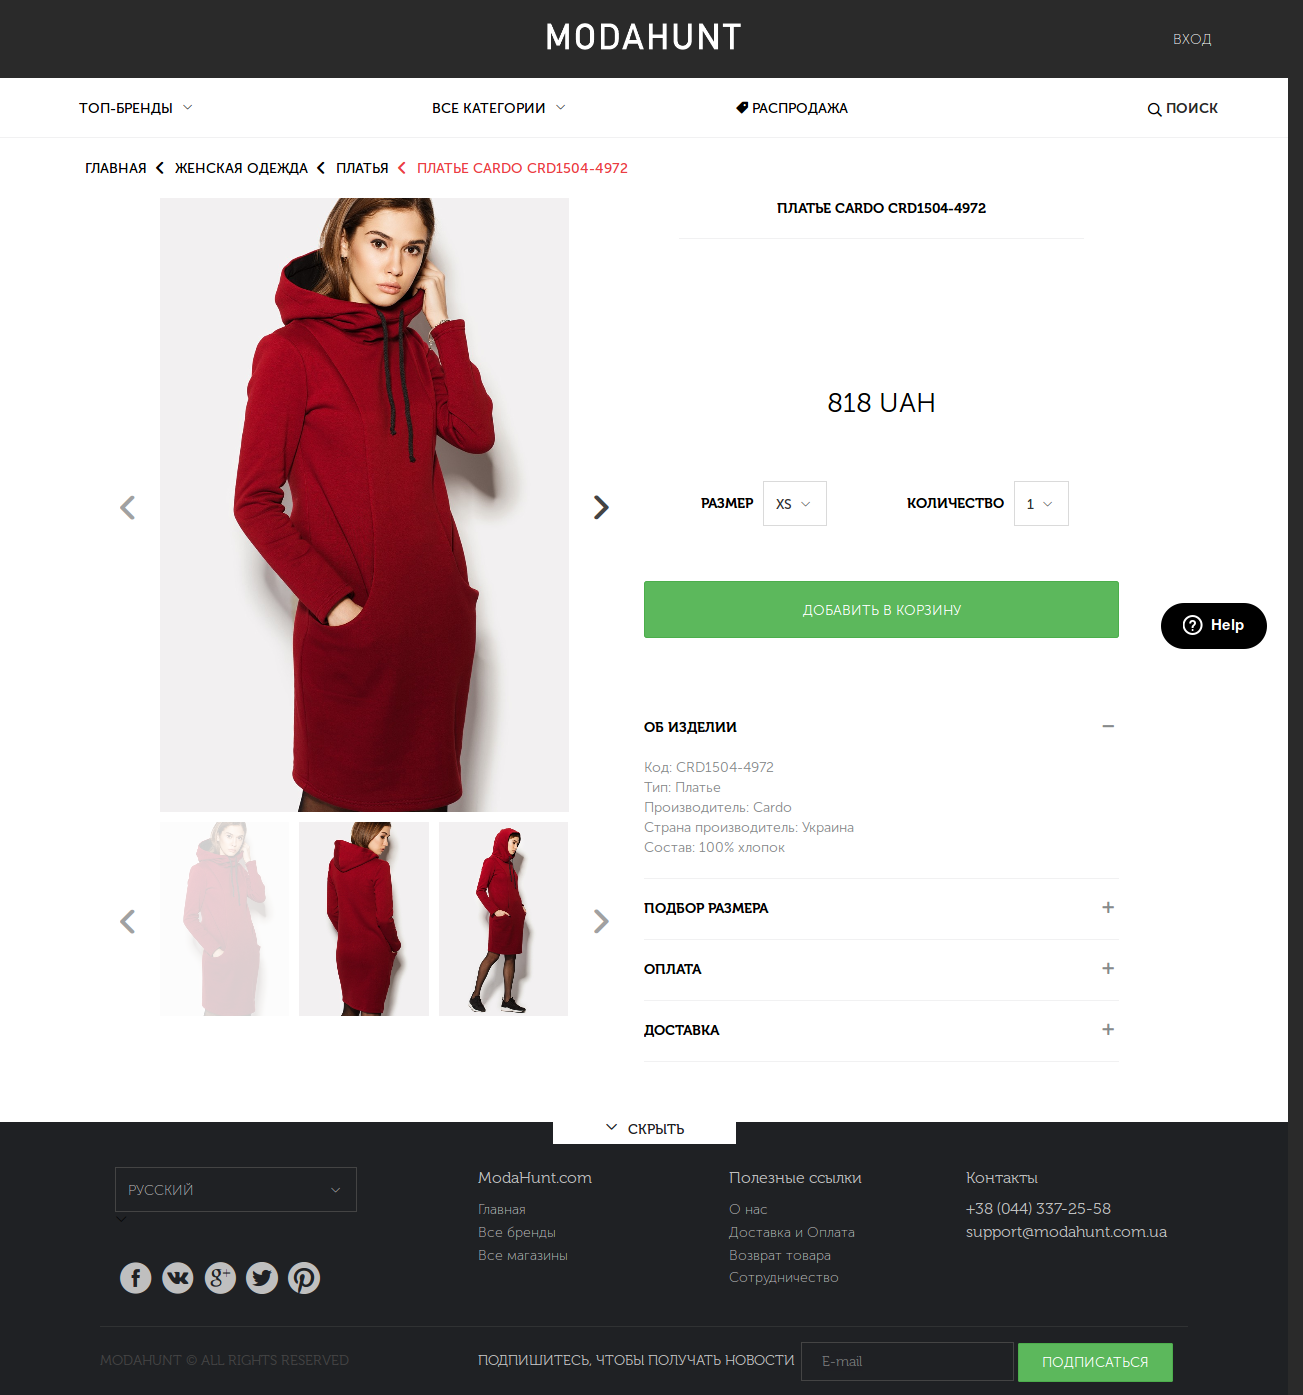 MODAHUNT
ВХОД
ТОП-БРЕНДЫ
ВСЕ КАТЕГОРИИ
РАСПРОДАЖА
ПОИСК
ГЛАВНАЯ ЖЕНСКАЯ ОДЕЖДА ПЛАТЬЯ ПЛАТЬЕ CARDO CRD1504-4972
ПЛАТЬЕ CARDO CRD1504-4972
818 UAH
РАЗМЕР XS КОЛИЧЕСТВО 1
ДОБАВИТЬ В КОРЗИНУ
Help
ОБ ИЗДЕЛИИ
Код: CRD1504-4972
Тип: Платье
Производитель: Cardo
Страна производитель: Украина
Состав: 100% хлопок
ПОДБОР РАЗМЕРА
ОПЛАТА
ДОСТАВКА
СКРЫТЬ
РУССКИЙ
ModaHunt.com
Главная
Все бренды
Все магазины
Полезные ссылки
О нас
Доставка и Оплата
Возврат товара
Сотрудничество
Контакты
+38 (044) 337-25-58
support@modahunt.com.ua
MODAHUNT © ALL RIGHTS RESERVED
ПОДПИШИТЕСЬ, ЧТОБЫ ПОЛУЧАТЬ НОВОСТИ
E-mail
ПОДПИСАТЬСЯ